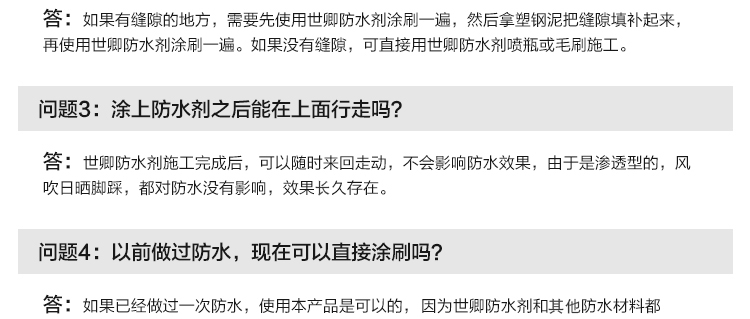 答：如果有缝隙的地方，需要先使用世卿防水剂涂刷一遍，然后拿塑钢泥把缝隙填补起来，
再使用世卿防水剂涂刷一遍。如果没有缝隙，可直接用世卿防水剂喷瓶或毛刷施工。
问题3：涂上防水剂之后能在上面行走吗？
答：世卿防水剂施工完成后，可以随时来回走动，不会影响防水效果，由于是渗透型的，风
吹日晒脚踩，都对防水没有影响，效果长久存在。
问题4：以前做过防水，现在可以直接涂刷吗？
答：如果已经做过一次防水，使用本产品是可以的，因为世卿防水剂和其他防水材料都